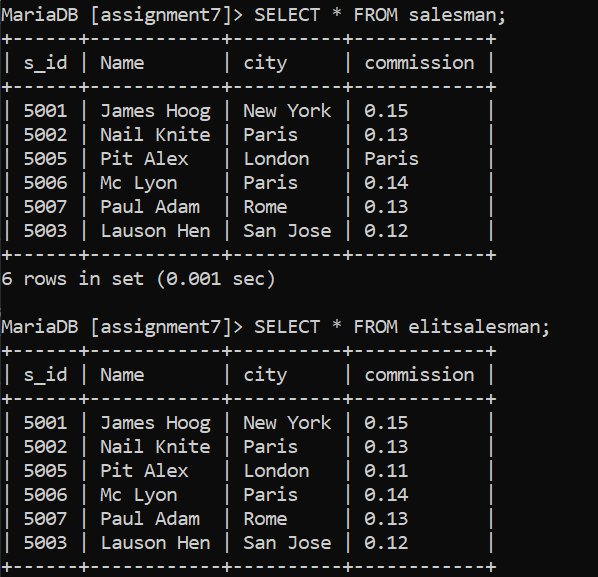 MariaDB [assignment7]> SELECT * FROM salesman;
+------+------------+----------+------------+
| s_id | Name       | city     | commission |
+------+------------+----------+------------+
| 5001 | James Hoog | New York | 0.15       |
| 5002 | Nail Knite | Paris    | 0.13       |
| 5005 | Pit Alex   | London   | Paris      |
| 5006 | Mc Lyon    | Paris    | 0.14       |
| 5007 | Paul Adam  | Rome     | 0.13       |
| 5003 | Lauson Hen | San Jose | 0.12       |
+------+------------+----------+------------+
6 rows in set (0.001 sec)
MariaDB [assignment7]> SELECT * FROM elitsalesman;
+------+------------+----------+------------+
| s_id | Name       | city     | commission |
+------+------------+----------+------------+
| 5001 | James Hoog | New York | 0.15       |
| 5002 | Nail Knite | Paris    | 0.13       |
| 5005 | Pit Alex   | London   | 0.11       |
| 5006 | Mc Lyon    | Paris    | 0.14       |
| 5007 | Paul Adam  | Rome     | 0.13       |
| 5003 | Lauson Hen | San Jose | 0.12       |
+------+------------+----------+------------+